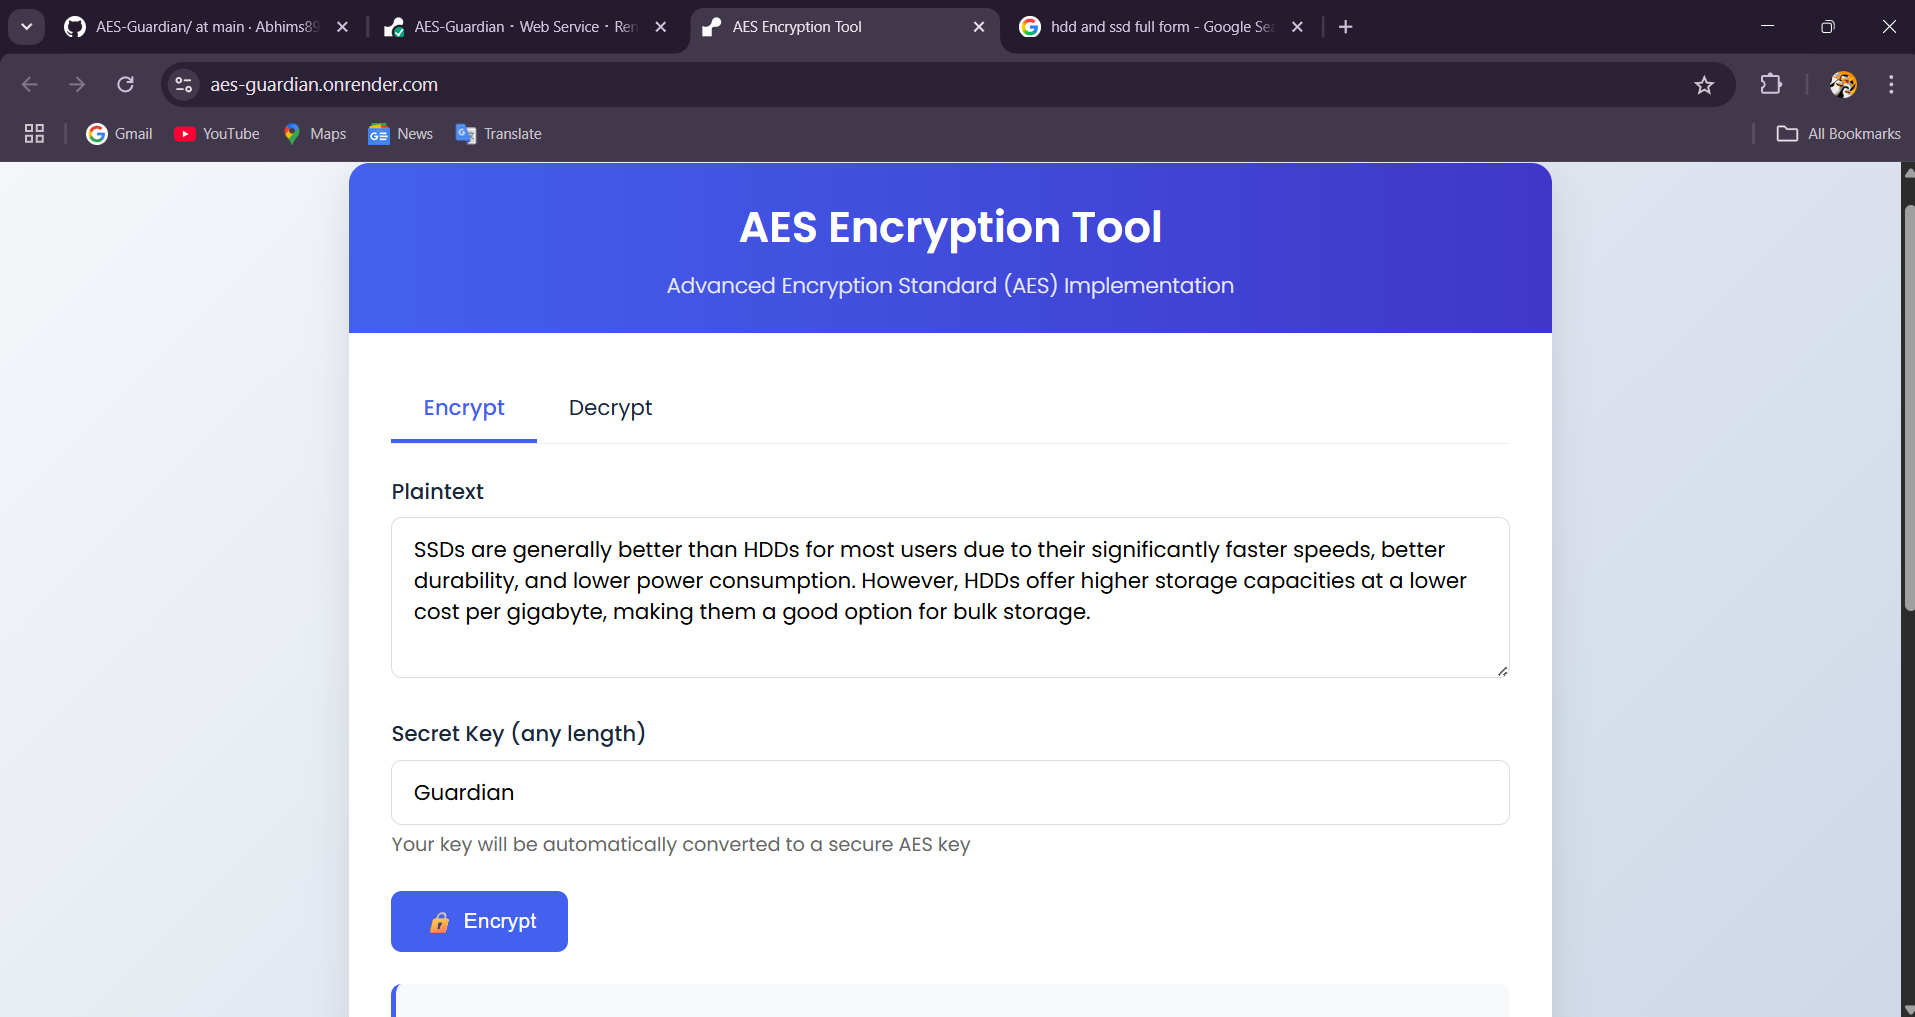 AES-Guardian/ at main · Abhims89
AES-Guardian · Web Service · Ren
AES Encryption Tool
hdd and ssd full form - Google Sea
aes-guardian.onrender.com
Gmail
YouTube
Maps
News
Translate
All Bookmarks
AES Encryption Tool
Advanced Encryption Standard (AES) Implementation
Encrypt
Decrypt
Plaintext
SSDs are generally better than HDDs for most users due to their significantly faster speeds, better
durability, and lower power consumption. However, HDDs offer higher storage capacities at a lower
cost per gigabyte, making them a good option for bulk storage.
Secret Key (any length)
Guardian
Your key will be automatically converted to a secure AES key
Encrypt